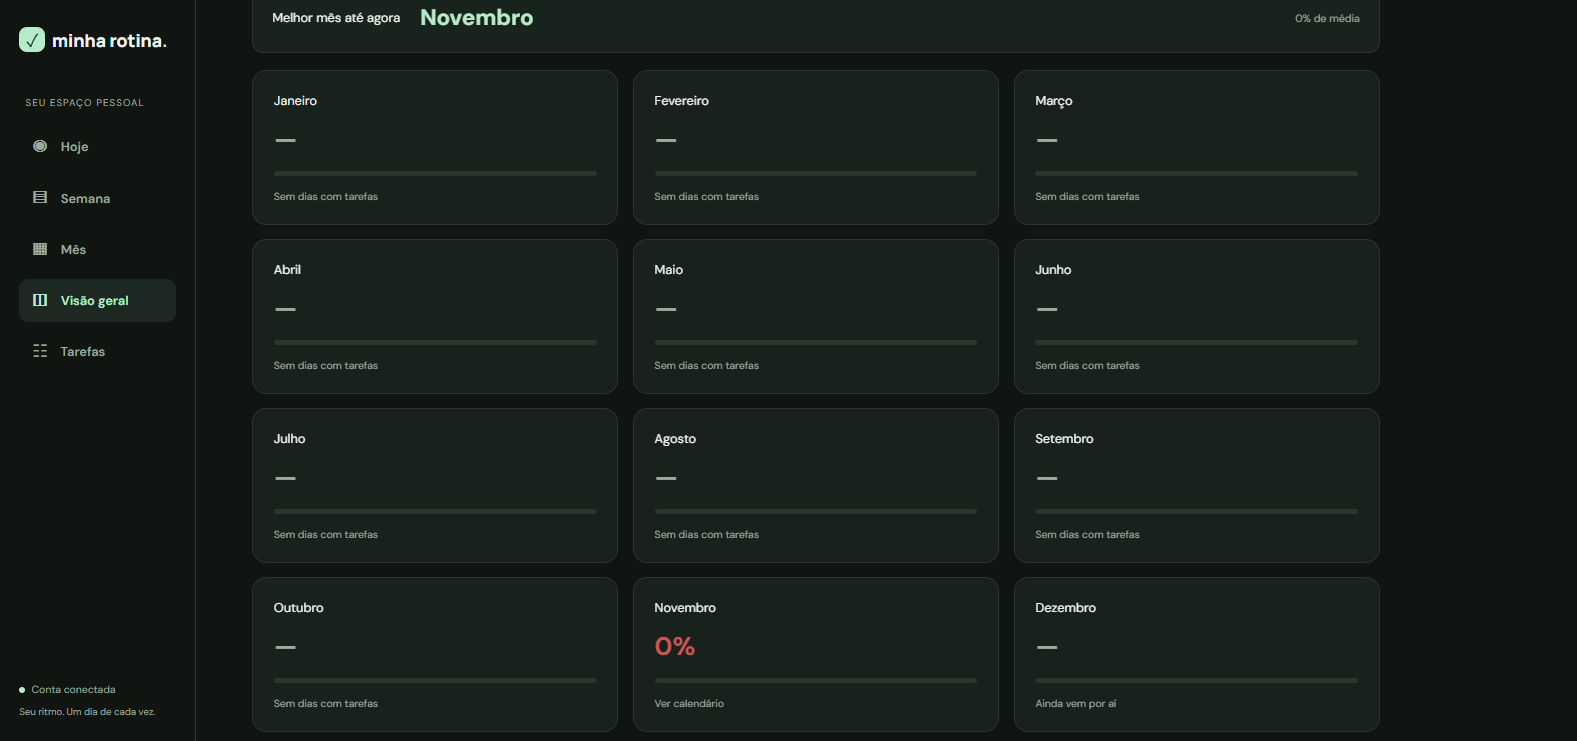 minha rotina.
SEU ESPAÇO PESSOAL
Hoje
Semana
Mês
Visão geral
Tarefas
Conta conectada
Seu ritmo. Um dia de cada vez.
Melhor mês até agora Novembro 0% de média
Janeiro
—
Sem dias com tarefas
Fevereiro
—
Sem dias com tarefas
Março
—
Sem dias com tarefas
Abril
—
Sem dias com tarefas
Maio
—
Sem dias com tarefas
Junho
—
Sem dias com tarefas
Julho
—
Sem dias com tarefas
Agosto
—
Sem dias com tarefas
Setembro
—
Sem dias com tarefas
Outubro
—
Sem dias com tarefas
Novembro
0%
Ver calendário
Dezembro
—
Ainda vem por aí